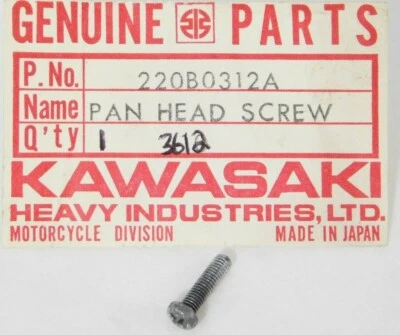 GENUINE PARTS
P.No. 220B0312A
Name PAN HEAD SCREW
Q'ty 1 3612
KAWASAKI
HEAVY INDUSTRIES, LTD.
MOTORCYCLE DIVISION MADE IN JAPAN